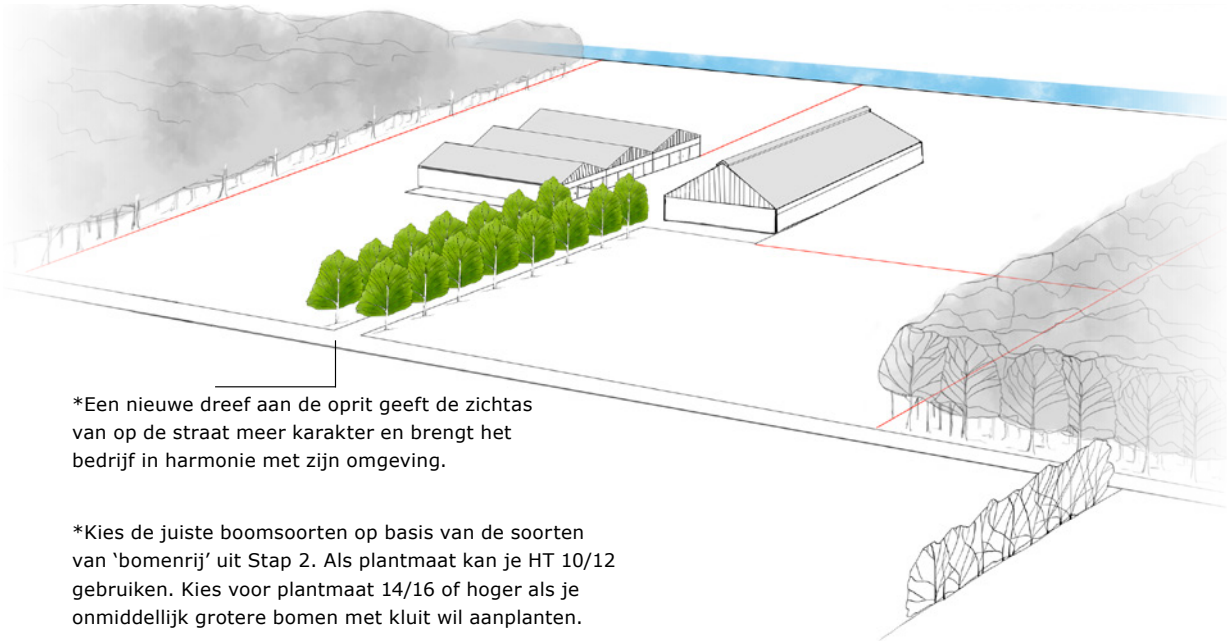 *Een nieuwe dreef aan de oprit geeft de zichtas
van op de straat meer karakter en brengt het
bedrijf in harmonie met zijn omgeving.
*Kies de juiste boomsoorten op basis van de soorten
van ‘bomenrij’ uit Stap 2. Als plantmaat kan je HT 10/12
gebruiken. Kies voor plantmaat 14/16 of hoger als je
onmiddellijk grotere bomen met kluit wil aanplanten.